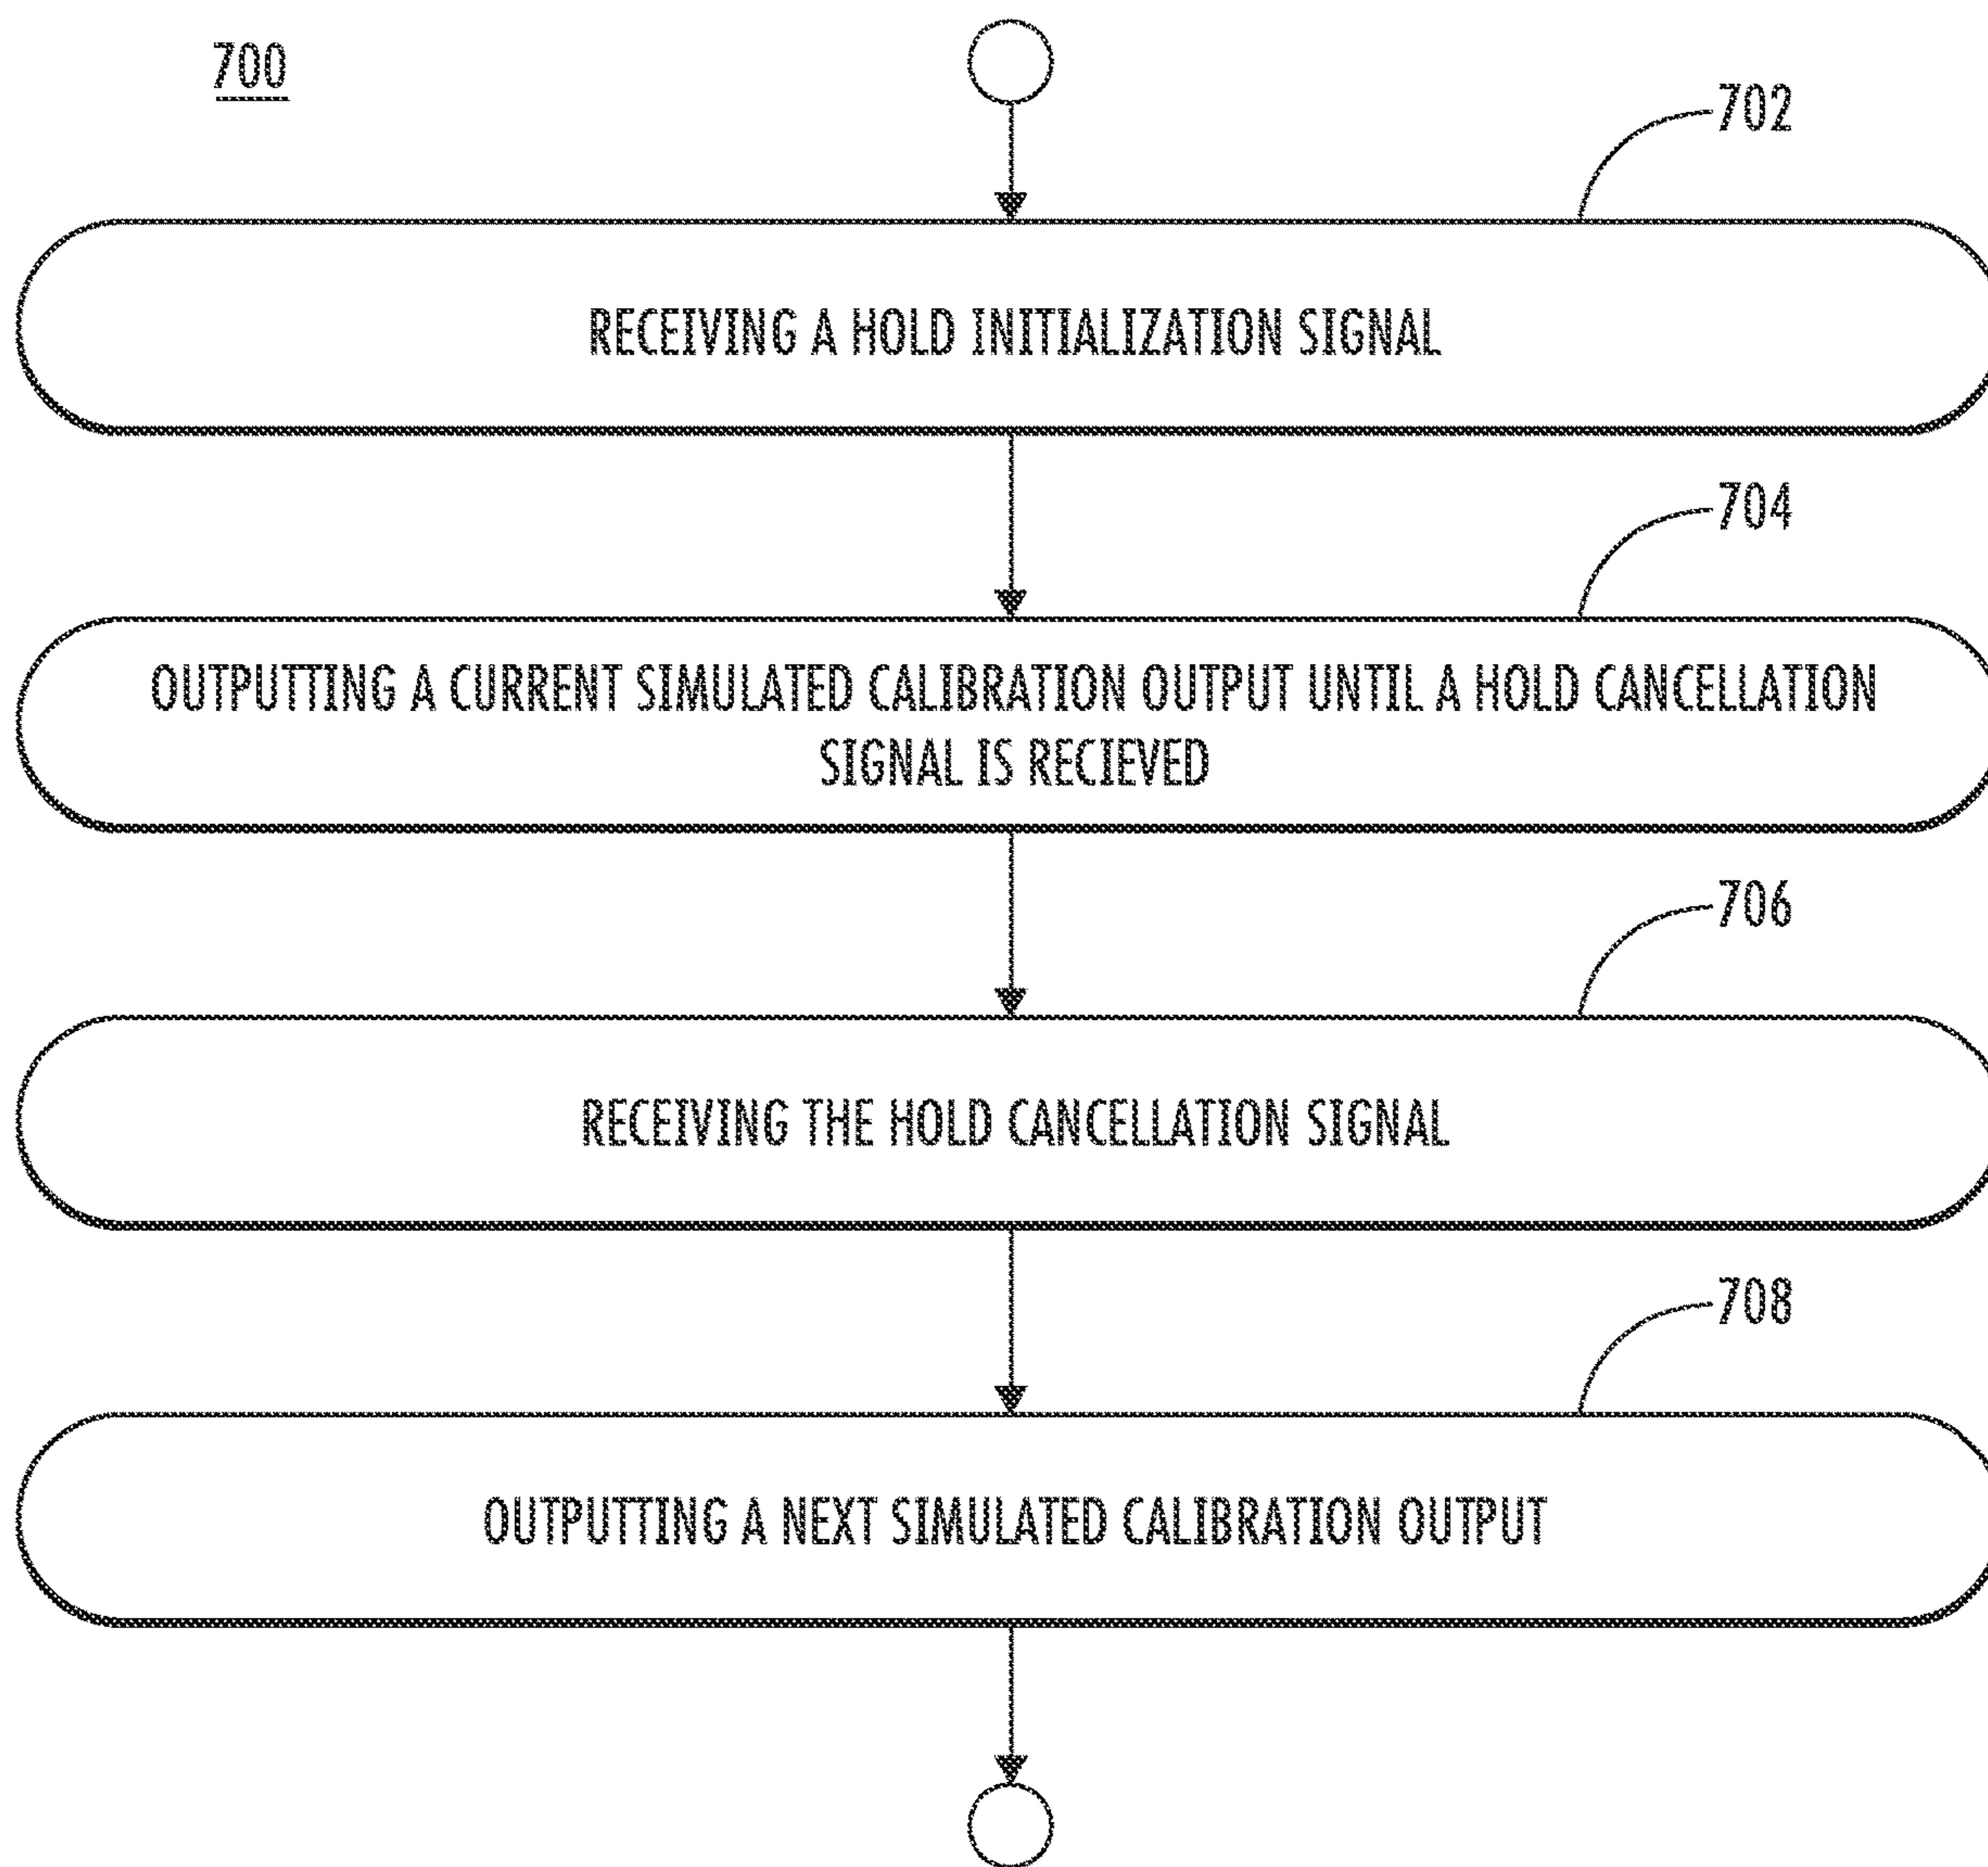 700
702
RECEIVING A HOLD INITIALIZATION SIGNAL
704
OUTPUTTING A CURRENT SIMULATED CALIBRATION OUTPUT UNTIL A HOLD CANCELLATION
SIGNAL IS RECIEVED
706
RECEIVING THE HOLD CANCELLATION SIGNAL
708
OUTPUTTING A NEXT SIMULATED CALIBRATION OUTPUT